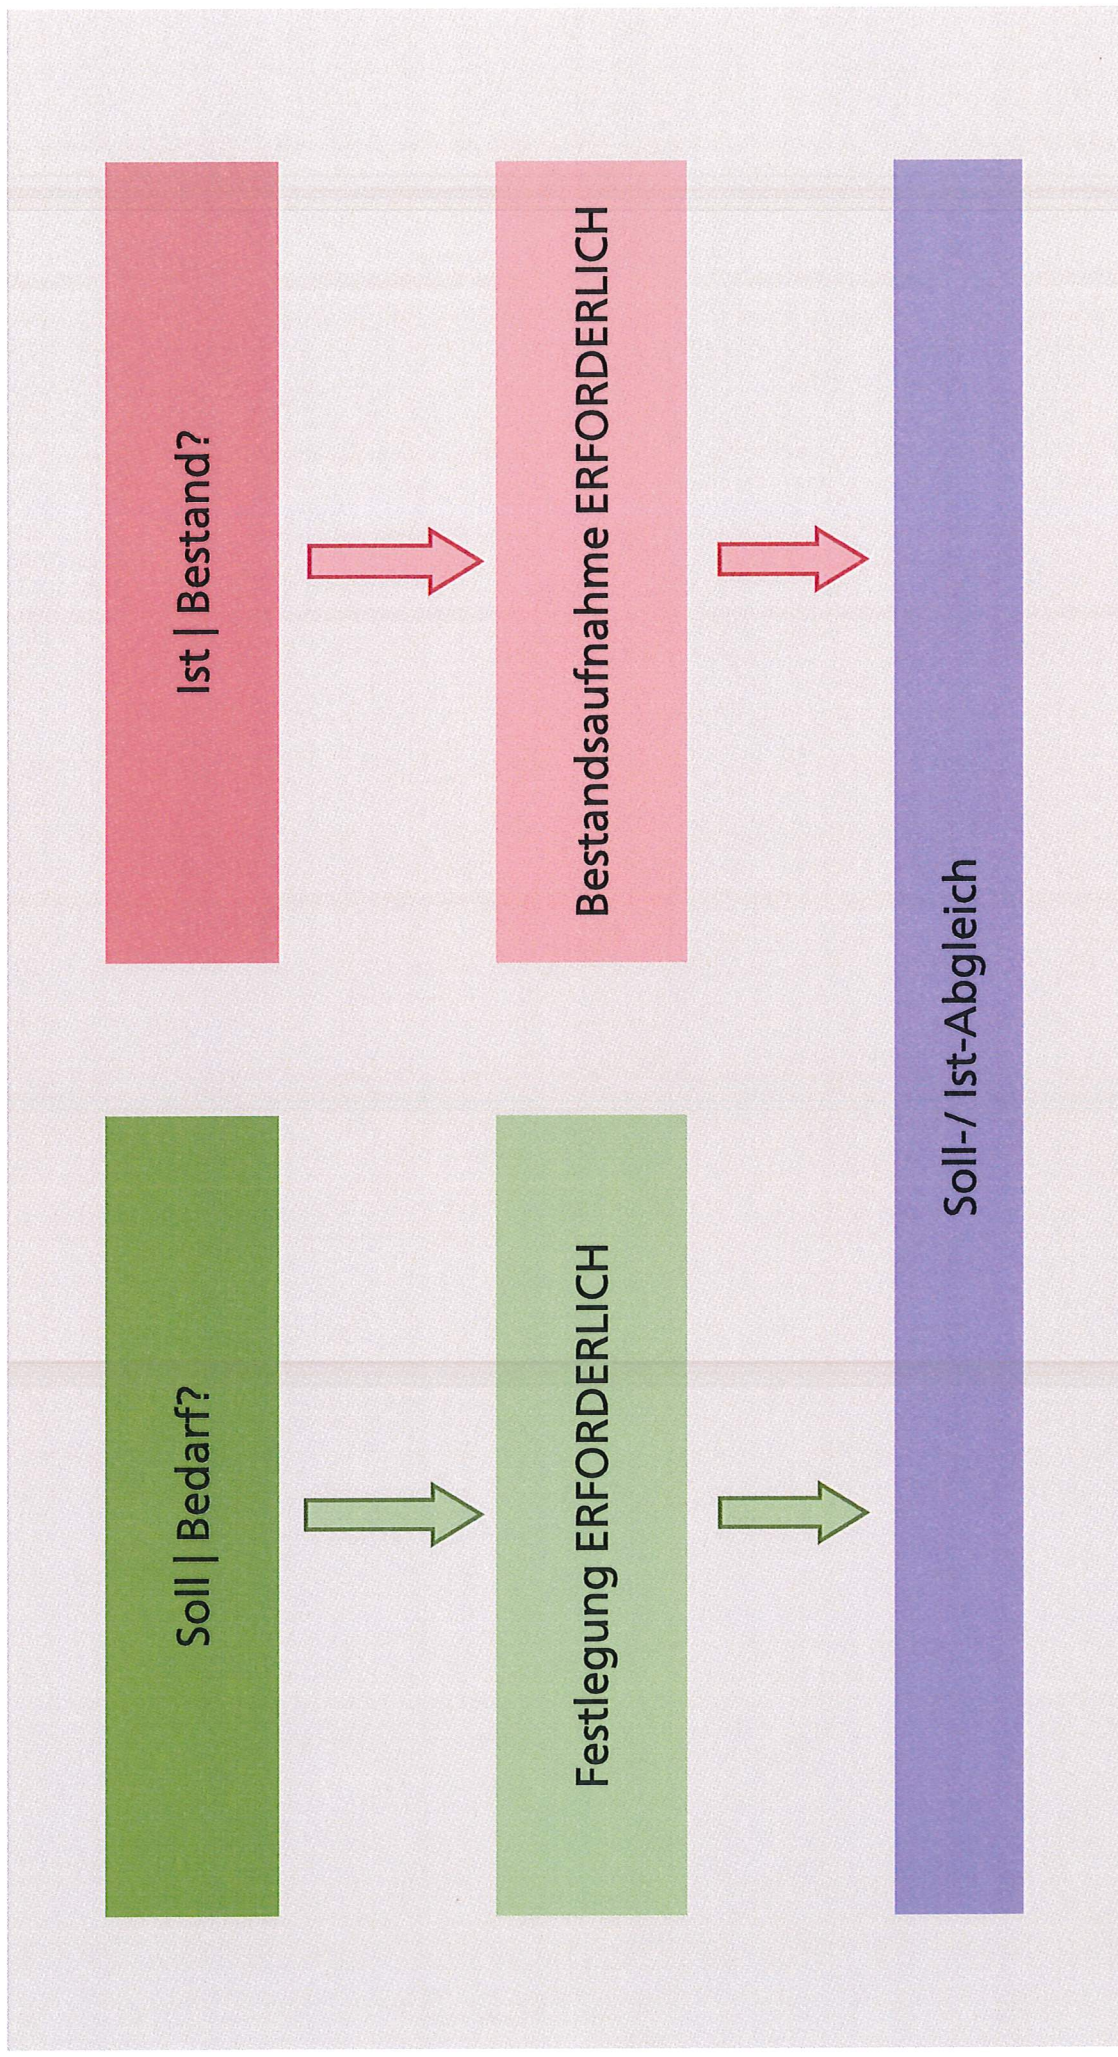 Soll | Bedarf?
Ist | Bestand?
Festlegung ERFORDERLICH
Bestandsaufnahme ERFORDERLICH
Soll-/ Ist-Abgleich